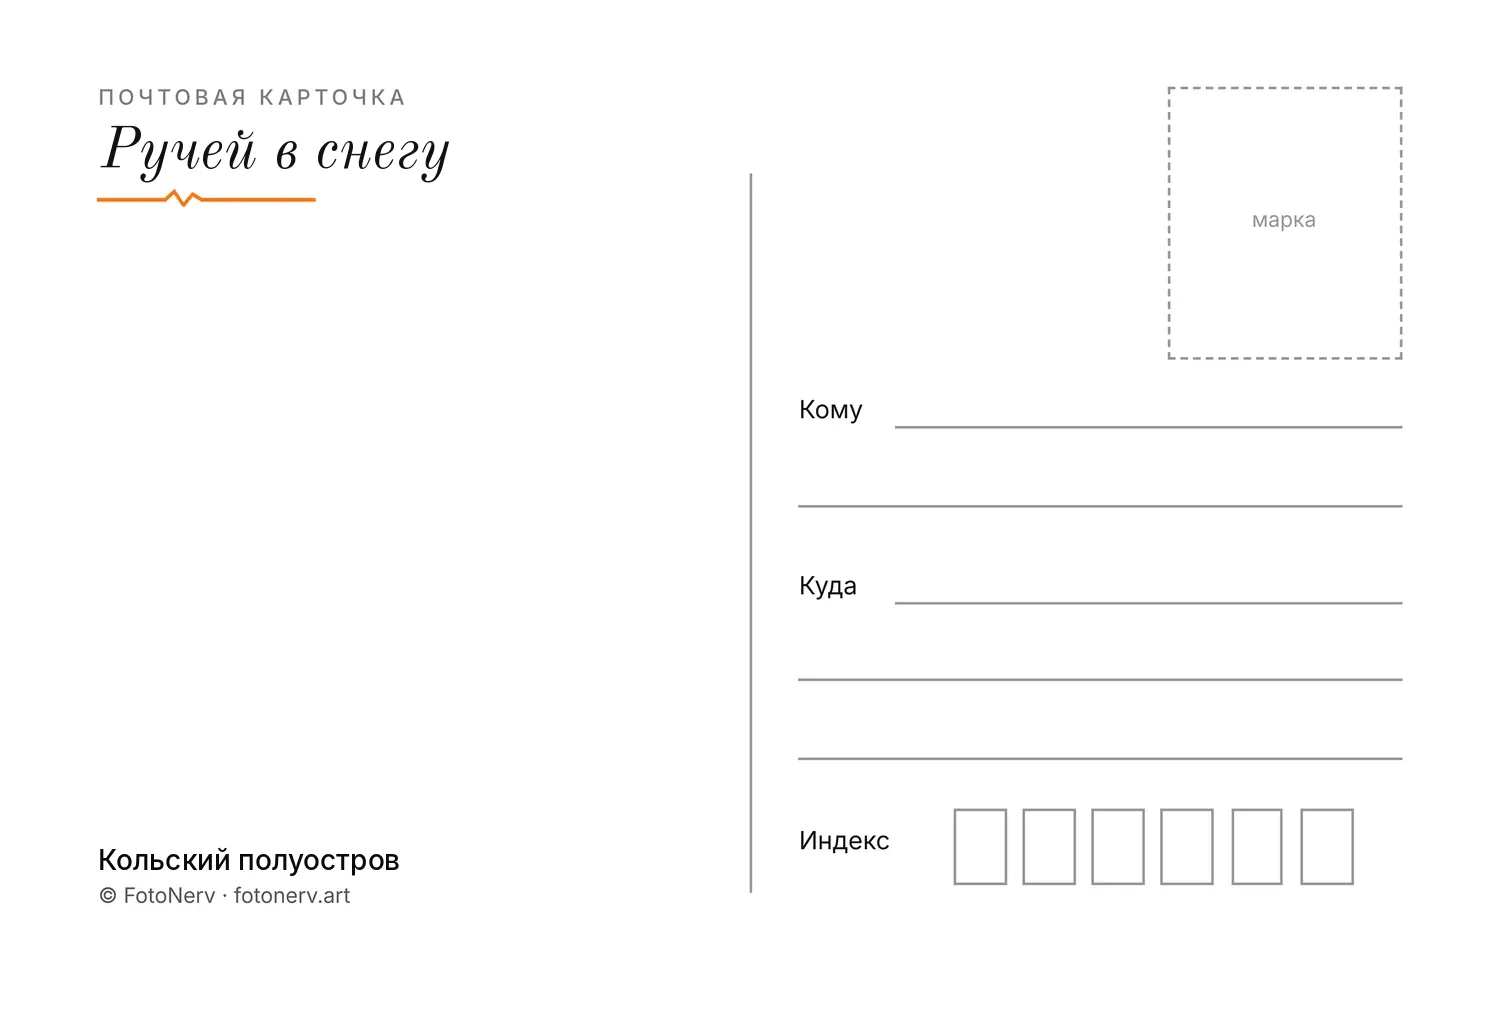 ПОЧТОВАЯ КАРТОЧКА
Ручей в снегу
марка
Кому
Куда
Индекс
Кольский полуостров
© FotoNerv · fotonerv.art